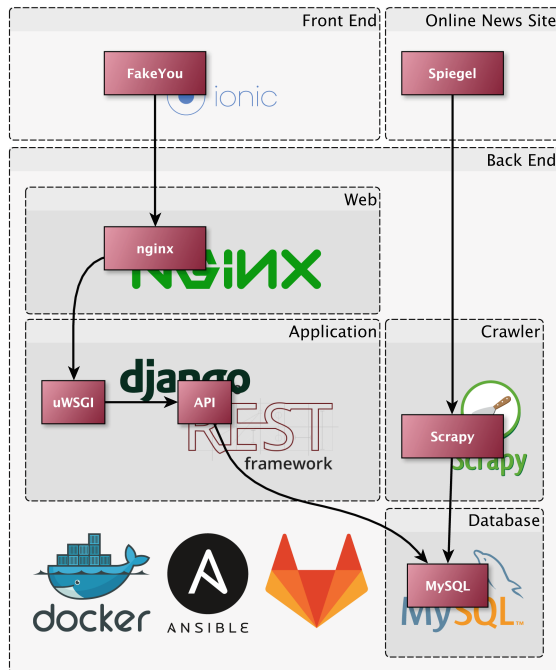 Front End
Online News Site
FakeYou
ionic
Spiegel
Back End
Web
nginx
NGiNX
Application
Crawler
django
uWSGI
API
REST
framework
Scrapy
Scrapy
Database
MySQL
MySQL™
docker
ANSIBLE